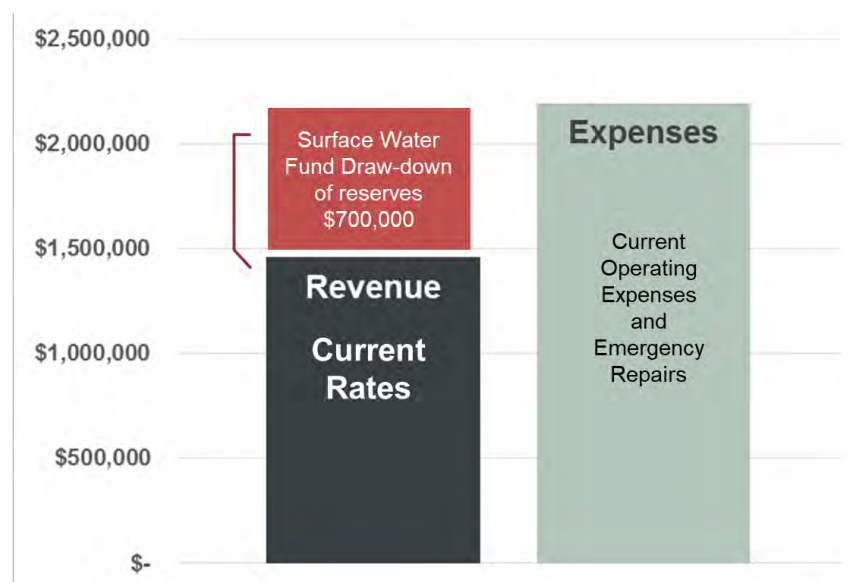 $2,500,000
$2,000,000
$1,500,000
$1,000,000
$500,000
$-
Surface Water
Fund Draw-down
of reserves
$700,000
Revenue
Current
Rates
Expenses
Current
Operating
Expenses
and
Emergency
Repairs